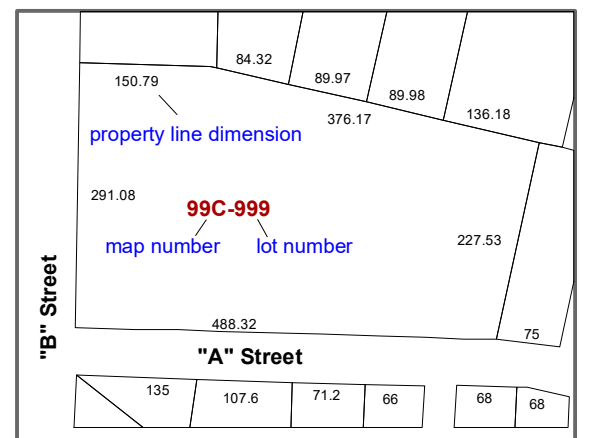 84.32
150.79
89.97
89.98
136.18
376.17
property line dimension
291.08
99C-999
map number
lot number
227.53
"B" Street
488.32
75
"A" Street
135
107.6
71.2
66
68
68